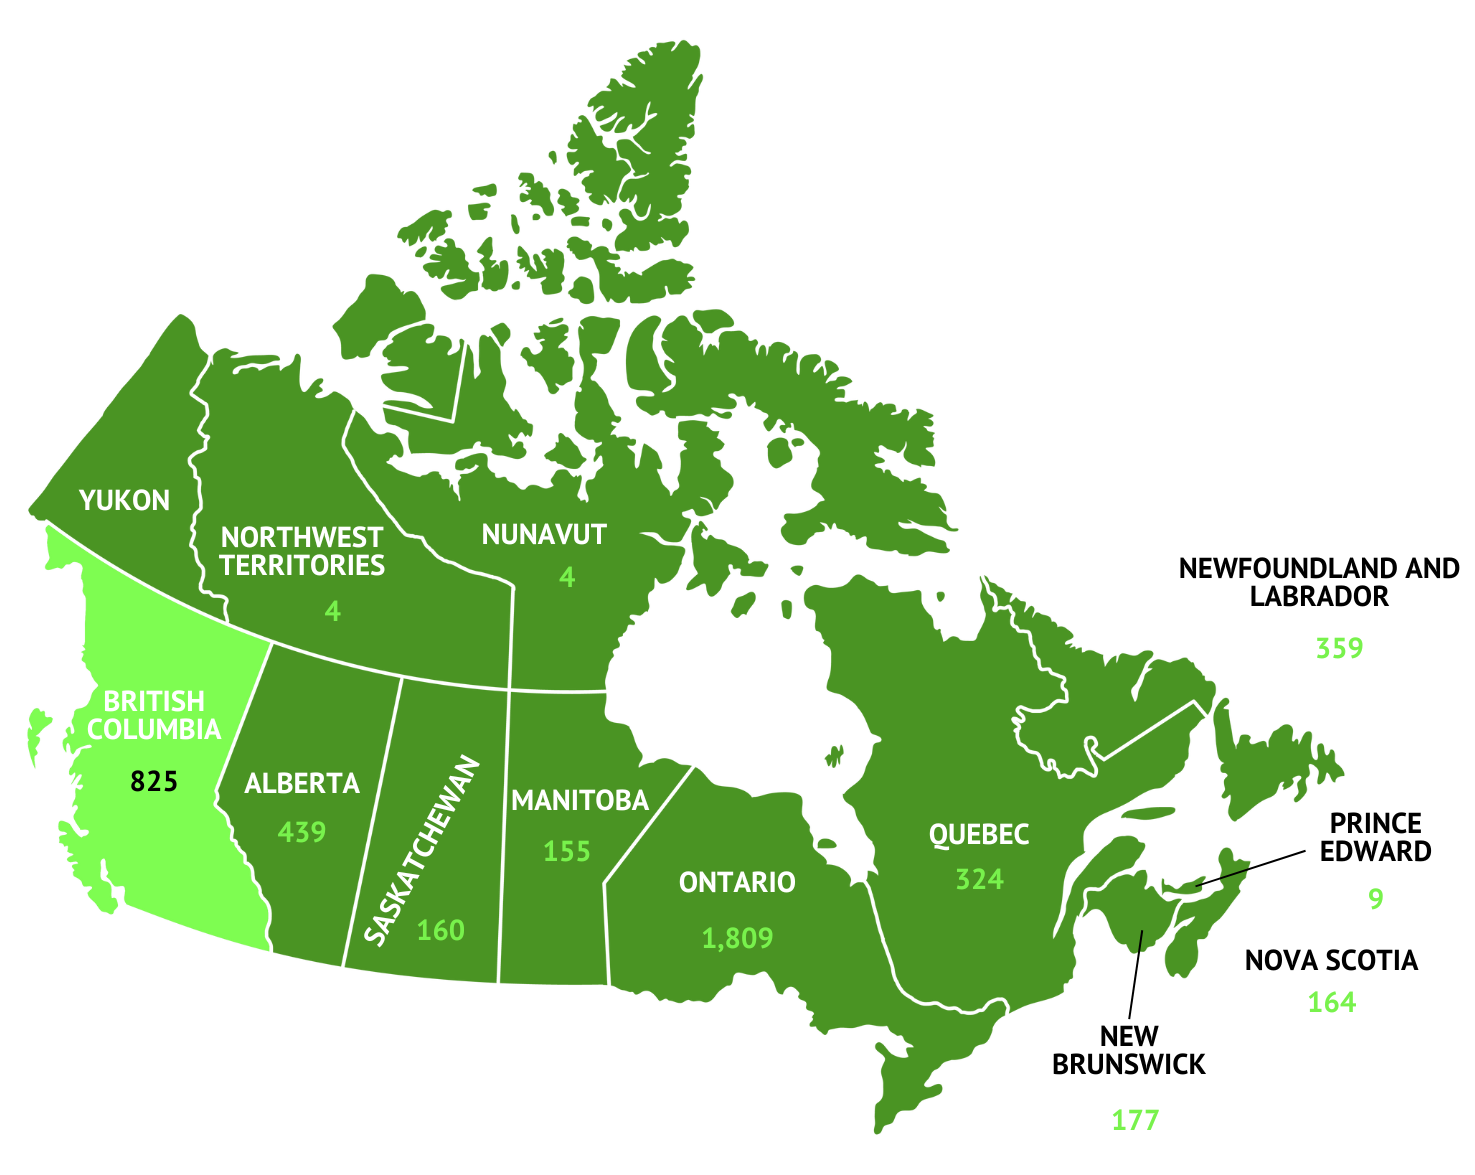 YUKON
NORTHWEST
TERRITORIES
4
NUNAVUT
4
NEWFOUNDLAND AND
LABRADOR
359
BRITISH
COLUMBIA
825
ALBERTA
439
SASKATCHEWAN
160
MANITOBA
155
ONTARIO
1,809
QUEBEC
324
PRINCE
EDWARD
9
NOVA SCOTIA
164
NEW
BRUNSWICK
177